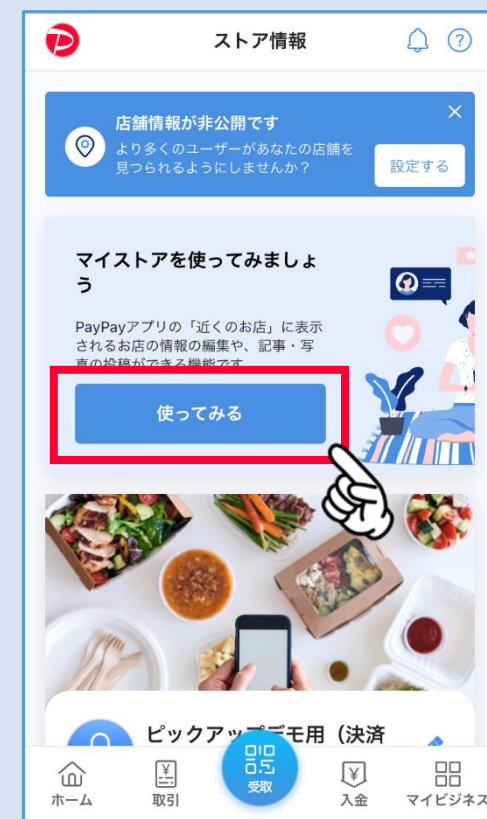 ストア情報
店舗情報が非公開です
より多くのユーザーがあなたの店舗を
見つられるようにしませんか？
設定する
マイストアを使ってみましょ
う
PayPayアプリの「近くのお店」に表示
されるお店の情報の編集や、記事・写
真の投稿ができる機能です
使ってみる
ピックアップデモ用（決済
ホーム
取引
受取
入金
マイビジネス